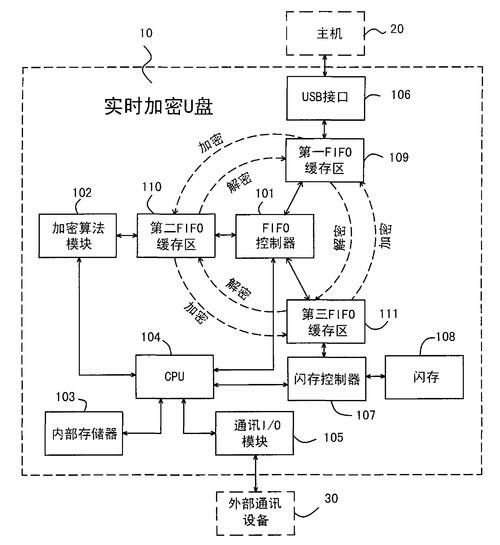 主机
20
10
实时加密U盘
USB接口
106
加密
第一FIFO
缓存区
109
解密
102
110
101
加密算法
模块
第二FIFO
缓存区
FIFO
控制器
解密
加密
解密
加密
第三FIFO
缓存区
111
104
CPU
108
闪存控制器
闪存
107
103
内部存储器
通讯I/O
模块
105
外部通讯
设备
30